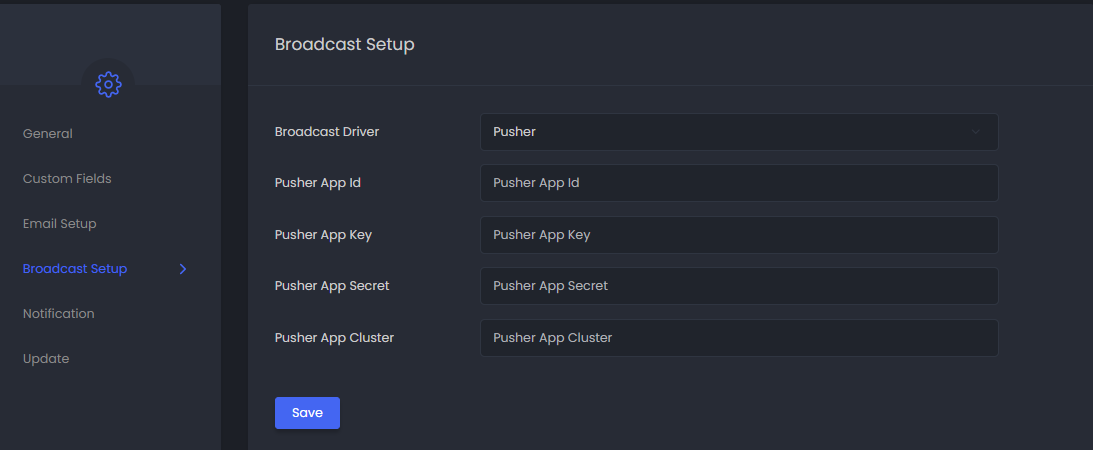 General
Custom Fields
Email Setup
Broadcast Setup
Notification
Update
Broadcast Setup
Broadcast Driver
Pusher
Pusher App Id
Pusher App Id
Pusher App Key
Pusher App Key
Pusher App Secret
Pusher App Secret
Pusher App Cluster
Pusher App Cluster
Save